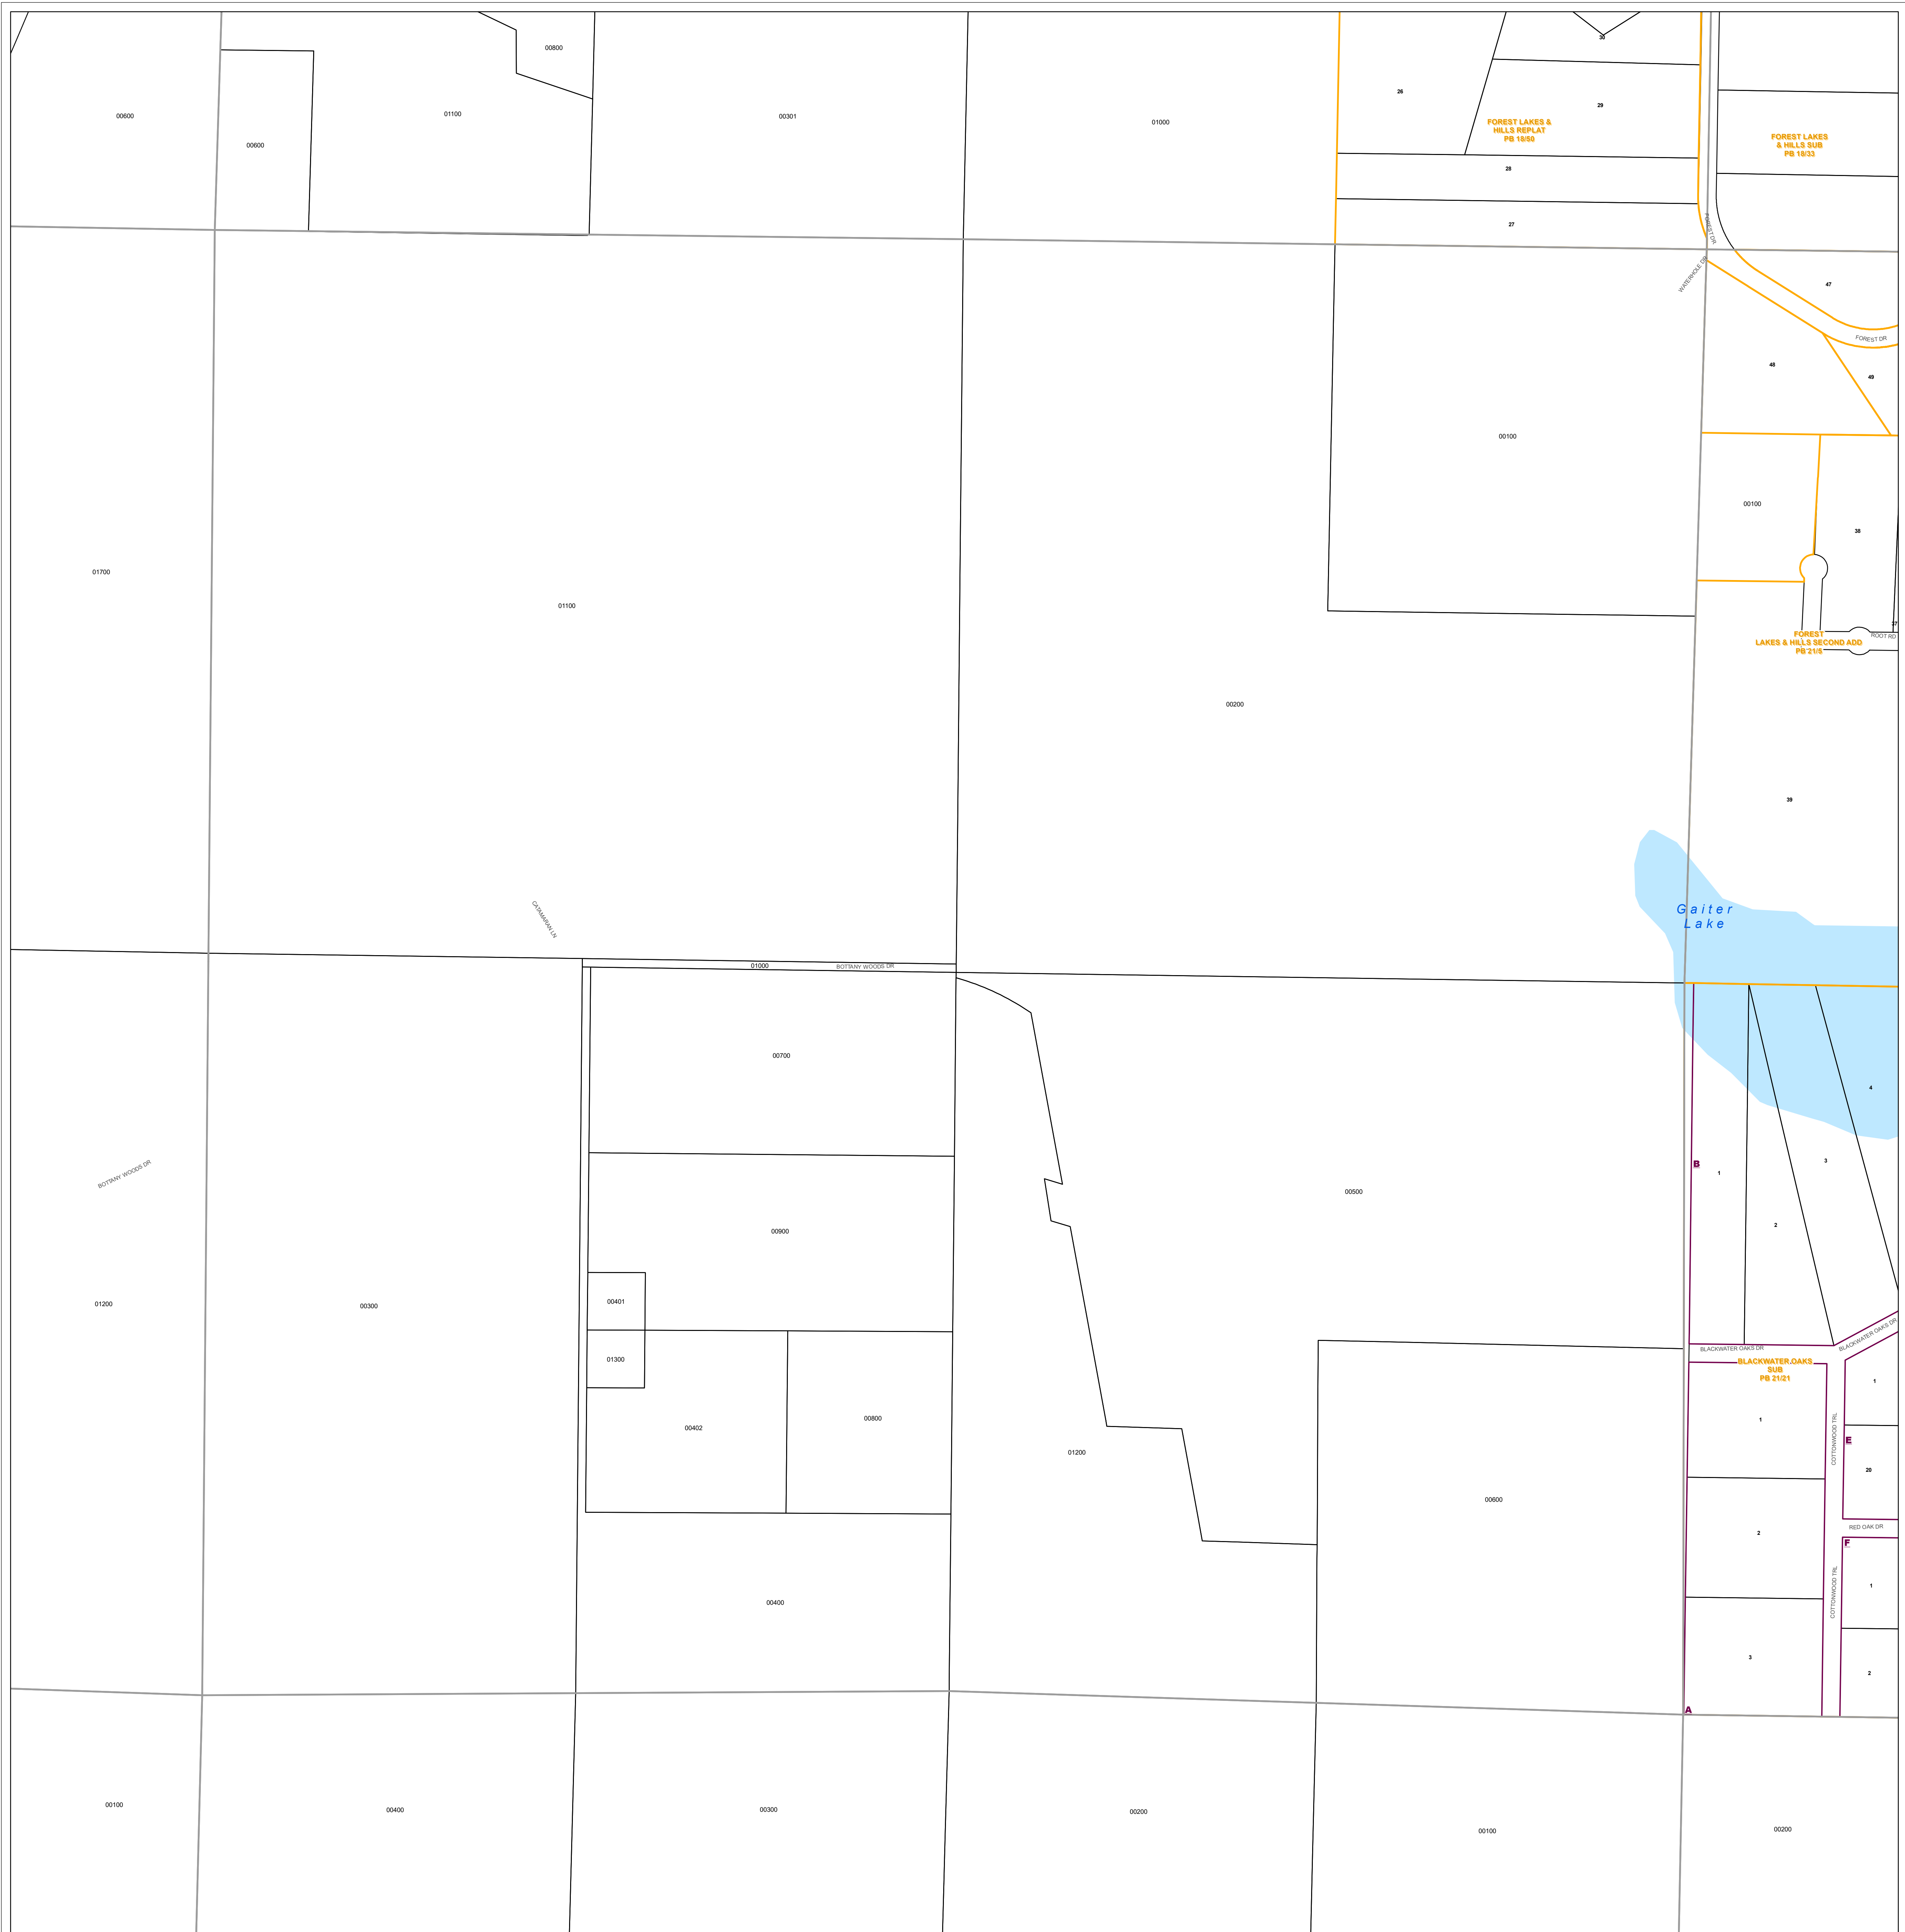 00800
30
00600
01100
00301
01000
26
29
00600
FOREST LAKES &
HILLS REPLAT
PB 18/50
FOREST LAKES
& HILLS SUB
PB 18/33
28
27
FOREST DR
WATERHOLE DR
47
FOREST DR
48
49
00100
00100
38
01700
01100
37
ROOT RD
FOREST
LAKES & HILLS SECOND ADD
PB 21/5
00200
39
CATAMARAN LN
Gaiter
Lake
01000
BOTTANY WOODS DR
00700
4
BOTTANY WOODS DR
B
1
3
00500
2
00900
01200
00300
00401
BLACKWATER OAKS DR
BLACKWATER OAKS DR
01300
BLACKWATER OAKS
SUB
PB 21/21
1
00402
00800
1
COTTONWOOD TRL
E
01200
20
00600
RED OAK DR
2
F
COTTONWOOD TRL
1
00400
3
2
A
00100
00400
00300
00200
00100
00200